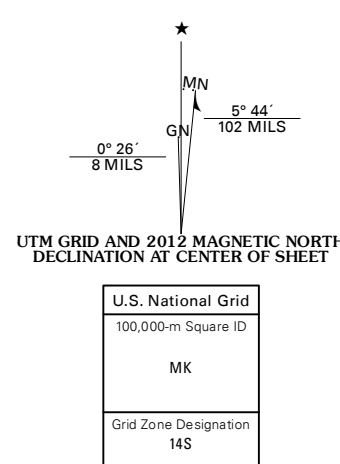 ★
MN
5° 44´
102 MILS
GN
0° 26´
8 MILS
UTM GRID AND 2012 MAGNETIC NORTH
DECLINATION AT CENTER OF SHEET
U.S. National Grid
100,000-m Square ID
MK
Grid Zone Designation
14S